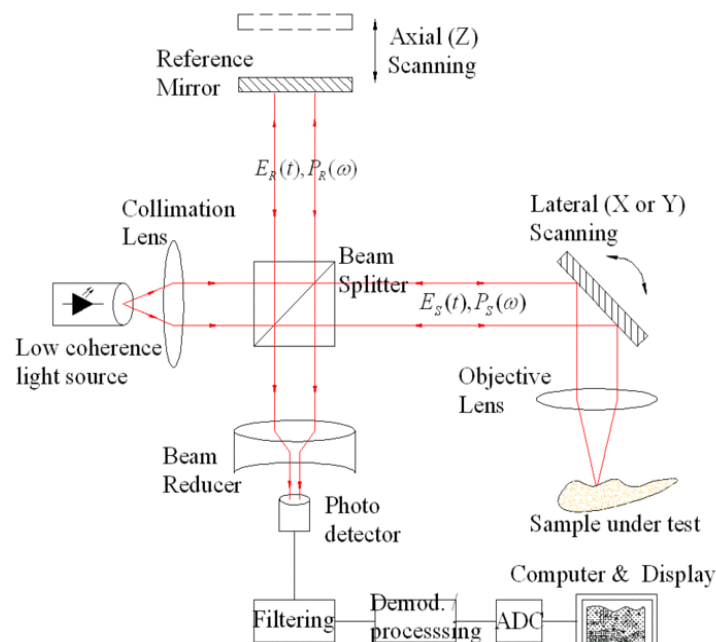 Axial (Z)
Scanning
Reference
Mirror
E_R(t), P_R(ω)
Collimation
Lens
Lateral (X or Y)
Scanning
Beam
Splitter
E_S(t), P_S(ω)
Low coherence
light source
Objective
Lens
Beam
Reducer
Photo
detector
Sample under test
Computer & Display
Filtering
Demod. /
processsing
ADC